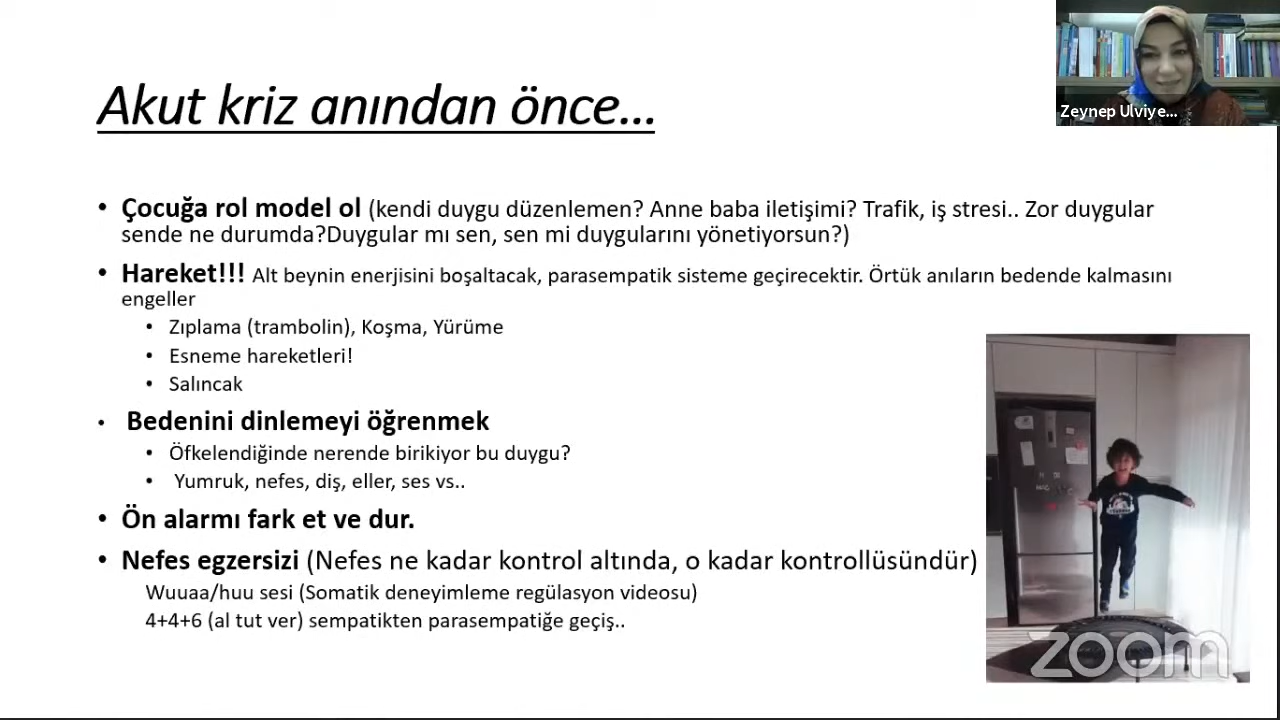 Akut kriz anından önce...
Zeynep Ulviye...
• Çocuğa rol model ol (kendi duygu düzenlemen? Anne baba iletişimi? Trafik, iş stresi.. Zor duygular
sende ne durumda?Duygular mı sen, sen mi duygularını yönetiyorsun?)
• Hareket!!! Alt beynin enerjisini boşaltacak, parasempatik sisteme geçirecektir. Örtük anıların bedende kalmasını
engeller
• Zıplama (trambolin), Koşma, Yürüme
• Esneme hareketleri!
• Salıncak
• Bedenini dinlemeyi öğrenmek
• Öfkelendiğinde nerende birikiyor bu duygu?
• Yumruk, nefes, diş, eller, ses vs..
• Ön alarmı fark et ve dur.
• Nefes egzersizi (Nefes ne kadar kontrol altında, o kadar kontrollüsündür)
Wuuaa/huu sesi (Somatik deneyimleme regülasyon videosu)
4+4+6 (al tut ver) sempatikten parasempatiğe geçiş..
zoom